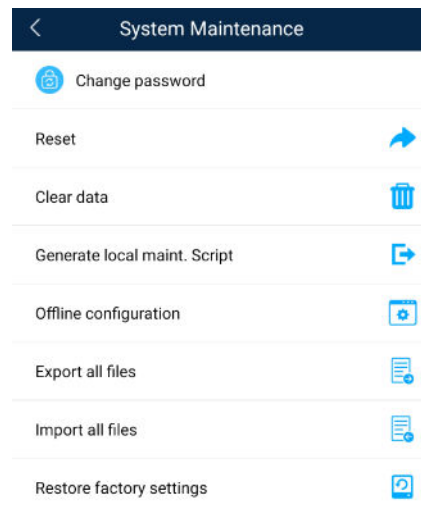 System Maintenance
Change password
Reset
Clear data
Generate local maint. Script
Offline configuration
Export all files
Import all files
Restore factory settings